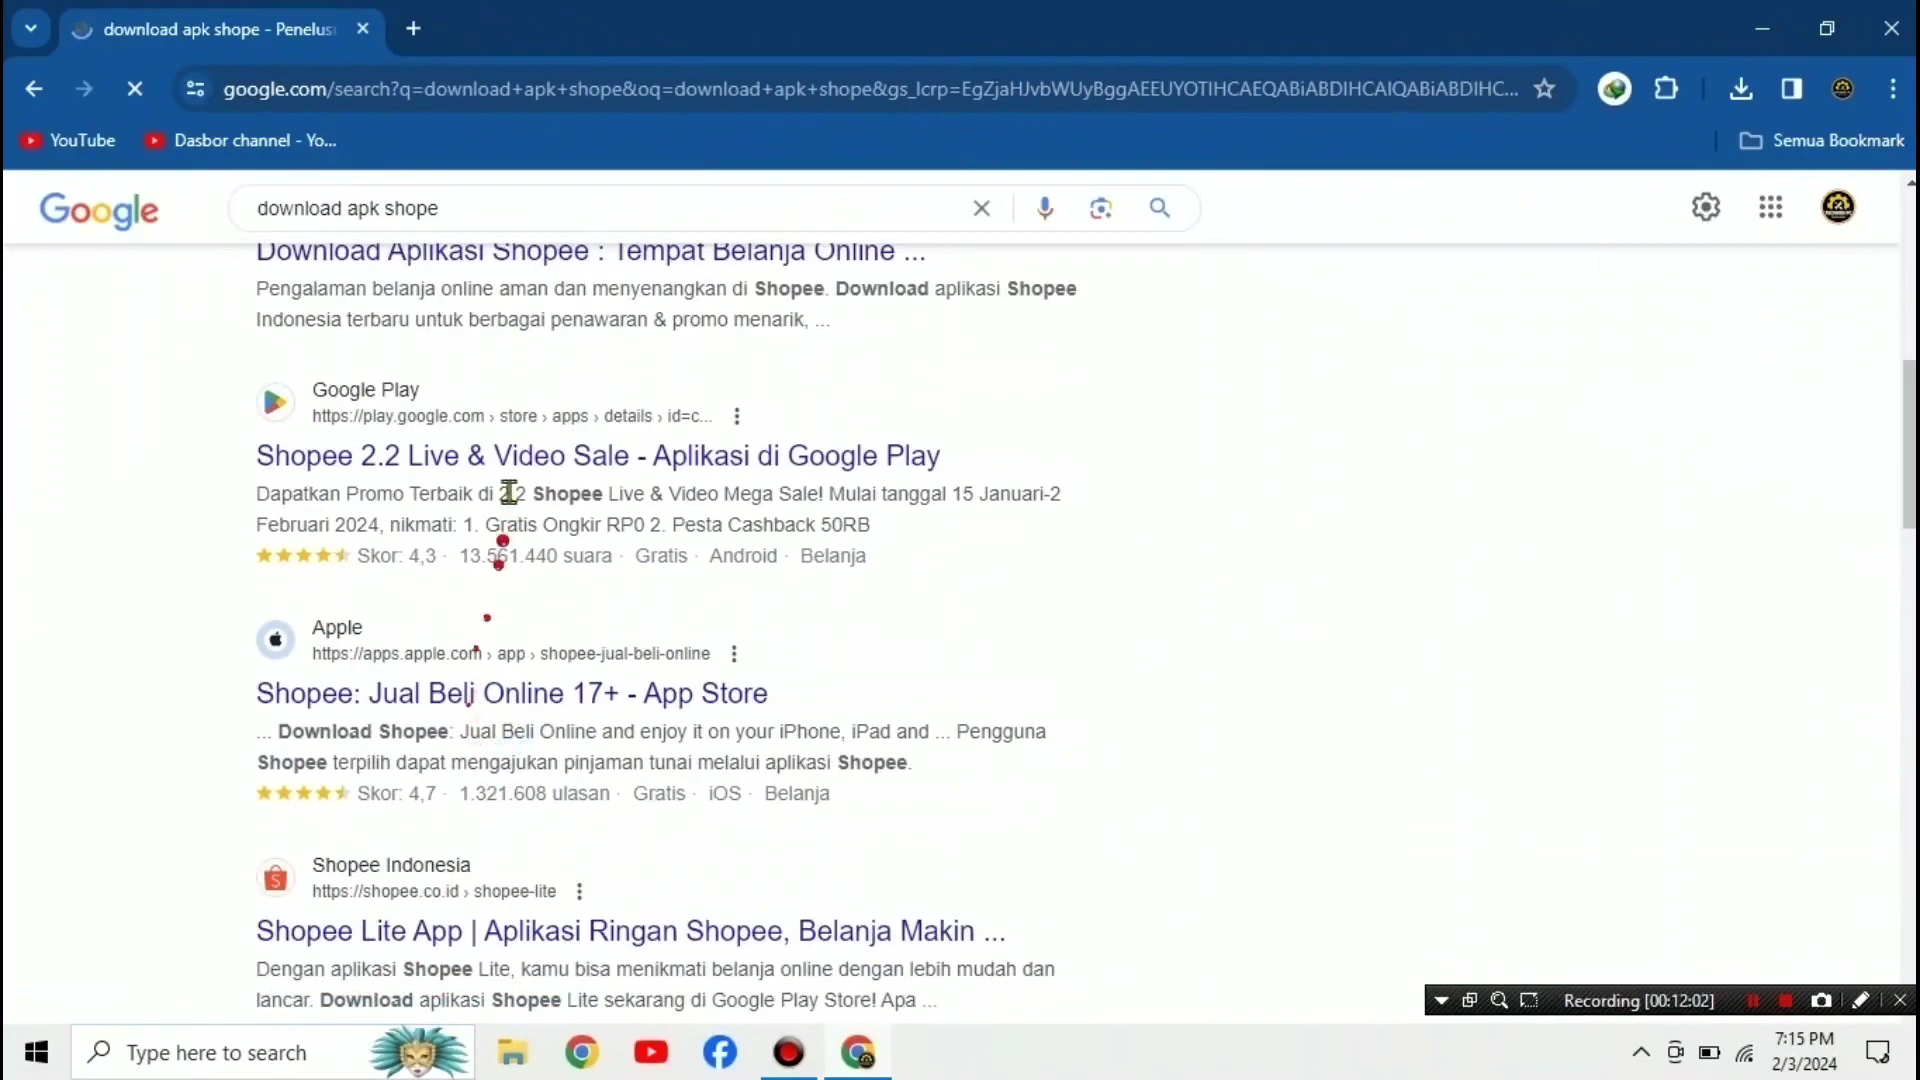 download apk shope - Penelus
google.com/search?q=download+apk+shope&oq=download+apk+shope&gs_lcrp=EgZjaHJvbWUyBggAEEUYOTIHCAEQABiABDIHCAIQABiABDIHC...
YouTube
Dasbor channel - Yo...
Semua Bookmark
Google
download apk shope
Download Aplikasi Shopee : Tempat Belanja Online ...
Pengalaman belanja online aman dan menyenangkan di Shopee. Download aplikasi Shopee
Indonesia terbaru untuk berbagai penawaran & promo menarik, ...
Google Play
https://play.google.com › store › apps › details › id=c...
Shopee 2.2 Live & Video Sale - Aplikasi di Google Play
Dapatkan Promo Terbaik di 2.2 Shopee Live & Video Mega Sale! Mulai tanggal 15 Januari-2
Februari 2024, nikmati: 1. Gratis Ongkir RP0 2. Pesta Cashback 50RB
Skor: 4,3 · 13.561.440 suara · Gratis · Android · Belanja
Apple
https://apps.apple.com › app › shopee-jual-beli-online
Shopee: Jual Beli Online 17+ - App Store
... Download Shopee: Jual Beli Online and enjoy it on your iPhone, iPad and ... Pengguna
Shopee terpilih dapat mengajukan pinjaman tunai melalui aplikasi Shopee.
Skor: 4,7 · 1.321.608 ulasan · Gratis · iOS · Belanja
Shopee Indonesia
https://shopee.co.id › shopee-lite
Shopee Lite App | Aplikasi Ringan Shopee, Belanja Makin ...
Dengan aplikasi Shopee Lite, kamu bisa menikmati belanja online dengan lebih mudah dan
lancar. Download aplikasi Shopee Lite sekarang di Google Play Store! Apa ...
Recording [00:12:02]
Type here to search
7:15 PM
2/3/2024